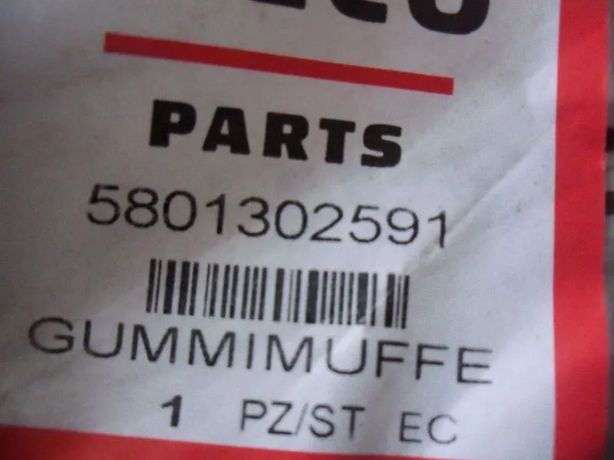 PARTS
5801302591
GUMMIMUFFE
1 PZ/ST EC